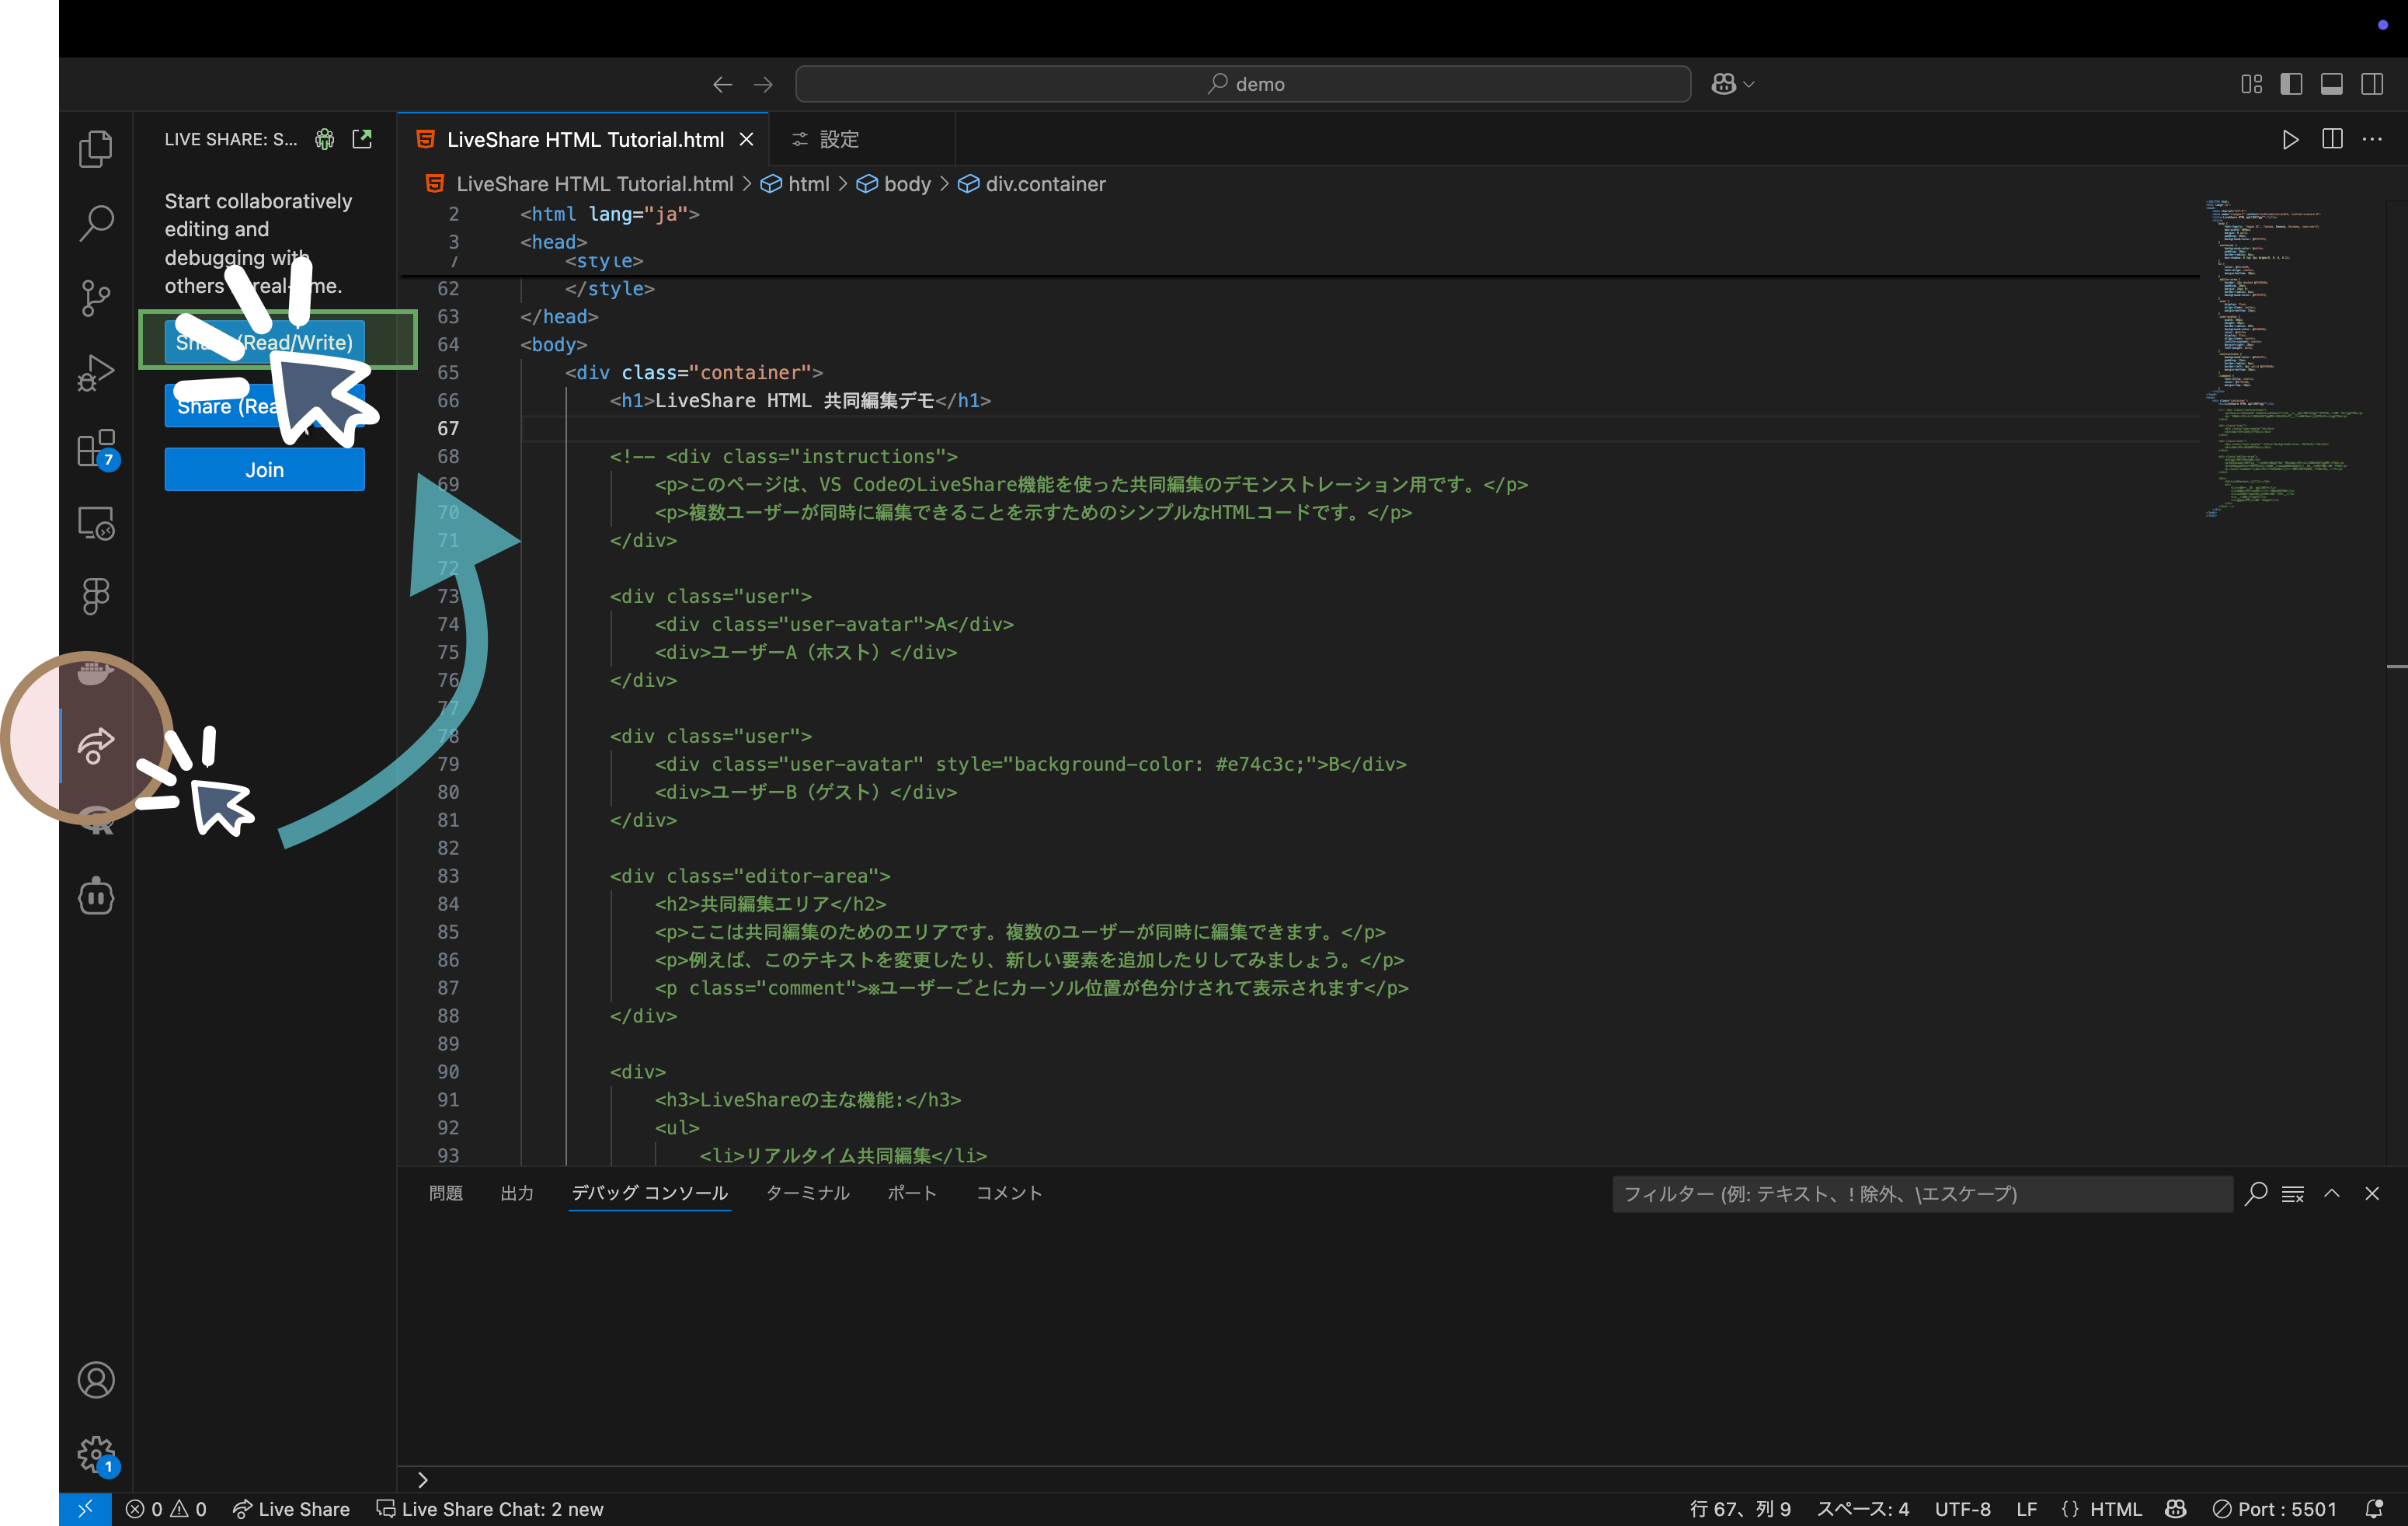 demo
LIVE SHARE: S...
LiveShare HTML Tutorial.html
設定
Start collaboratively
editing and
debugging with
others real-time.
(Read/Write)
Share
Join
7
LiveShare HTML Tutorial.html > html > body > div.container
2 <html lang="ja">
3 <head>
7 <style>
62 </style>
63 </head>
64 <body>
65 <div class="container">
66 <h1>LiveShare HTML 共同編集デモ</h1>
67
68 <!-- <div class="instructions">
69 <p>このページは、VS CodeのLiveShare機能を使った共同編集のデモンストレーション用です。</p>
70 <p>複数ユーザーが同時に編集できることを示すためのシンプルなHTMLコードです。</p>
71 </div>
72
73 <div class="user">
74 <div class="user-avatar">A</div>
75 <div>ユーザーA（ホスト）</div>
76 </div>
77
78 <div class="user">
79 <div class="user-avatar" style="background-color: #e74c3c;">B</div>
80 <div>ユーザーB（ゲスト）</div>
81 </div>
82
83 <div class="editor-area">
84 <h2>共同編集エリア</h2>
85 <p>ここは共同編集のためのエリアです。複数のユーザーが同時に編集できます。</p>
86 <p>例えば、このテキストを変更したり、新しい要素を追加したりしてみましょう。</p>
87 <p class="comment">※ユーザーごとにカーソル位置が色分けされて表示されます</p>
88 </div>
89
90 <div>
91 <h3>LiveShareの主な機能:</h3>
92 <ul>
93 <li>リアルタイム共同編集</li>
問題 出力 デバッグ コンソール ターミナル ポート コメント
フィルター (例: テキスト、! 除外、\エスケープ)
1
0 0 Live Share Live Share Chat: 2 new
行 67、列 9 スペース: 4 UTF-8 LF {} HTML Port : 5501